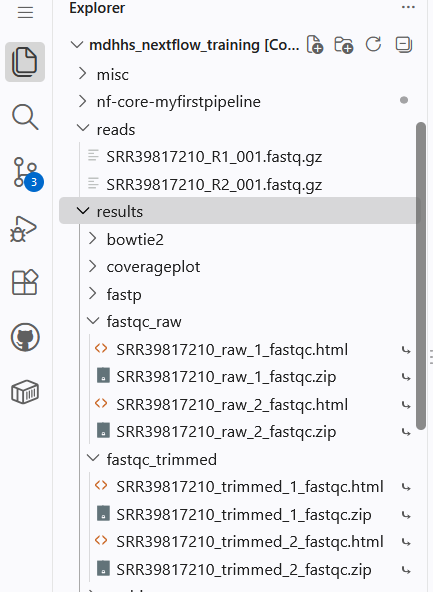 Explorer
mdhhs_nextflow_training [Co...
misc
nf-core-myfirstpipeline
reads
SRR39817210_R1_001.fastq.gz
SRR39817210_R2_001.fastq.gz
3
results
bowtie2
coverageplot
fastp
fastqc_raw
SRR39817210_raw_1_fastqc.html
SRR39817210_raw_1_fastqc.zip
SRR39817210_raw_2_fastqc.html
SRR39817210_raw_2_fastqc.zip
fastqc_trimmed
SRR39817210_trimmed_1_fastqc.html
SRR39817210_trimmed_1_fastqc.zip
SRR39817210_trimmed_2_fastqc.html
SRR39817210_trimmed_2_fastqc.zip